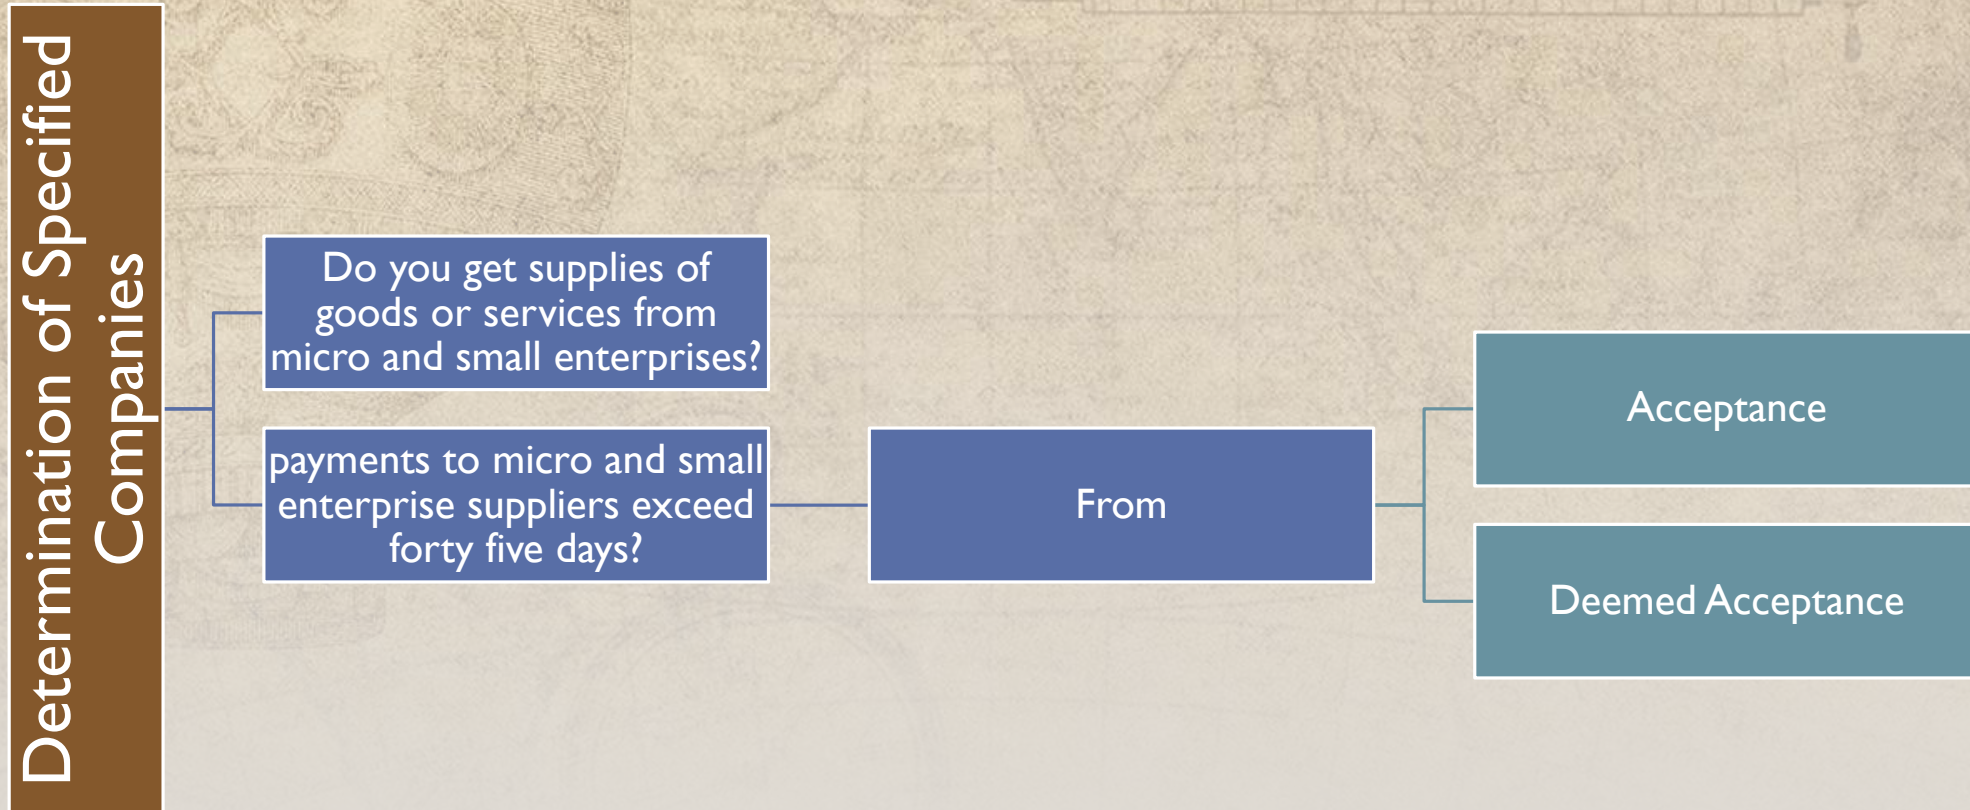 Determination of Specified
Companies
Do you get supplies of
goods or services from
micro and small enterprises?
payments to micro and small
enterprise suppliers exceed
forty five days?
From
Acceptance
Deemed Acceptance